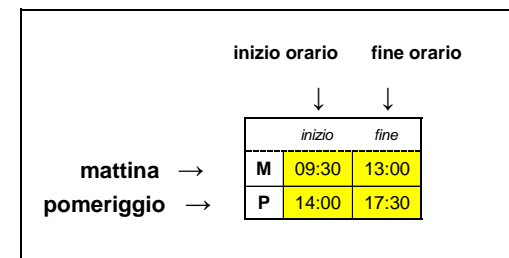 inizio orario fine orario
↓ ↓
inizio fine
mattina → M 09:30 13:00
pomeriggio → P 14:00 17:30